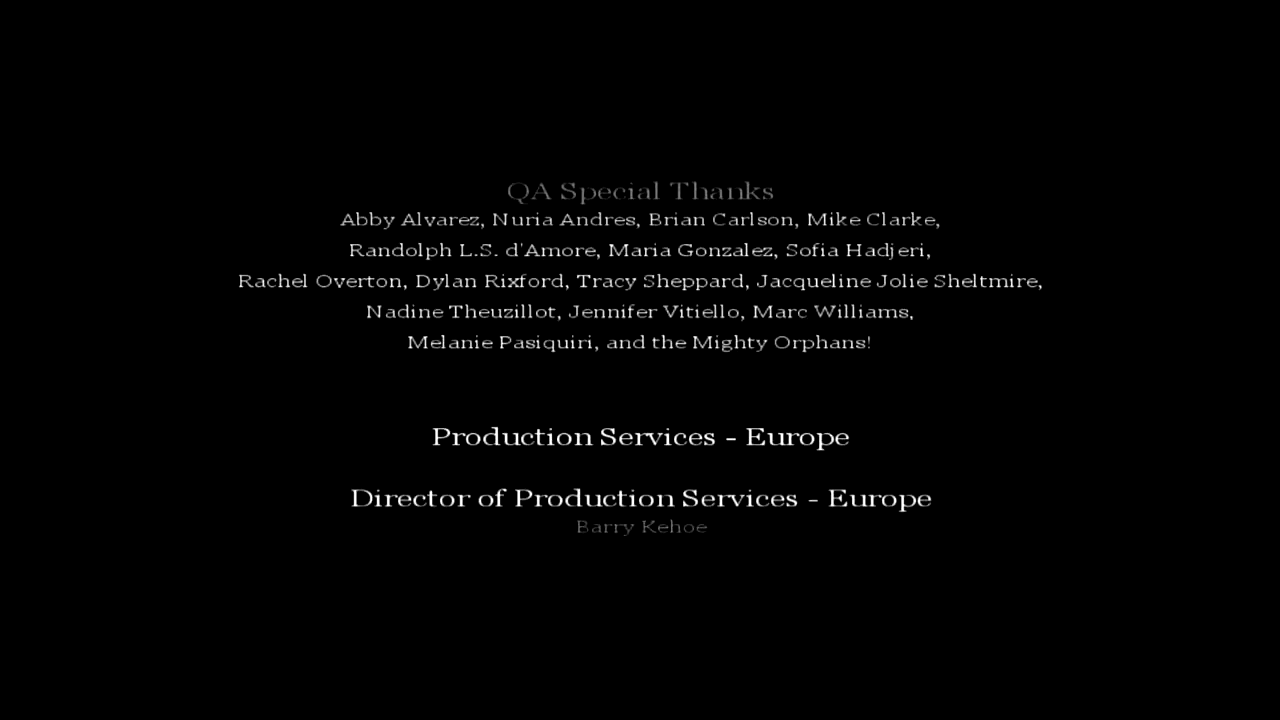 QA Special Thanks
Abby Alvarez, Nuria Andres, Brian Carlson, Mike Clarke,
Randolph L.S. d'Amore, Maria Gonzalez, Sofia Hadjeri,
Rachel Overton, Dylan Rixford, Tracy Sheppard, Jacqueline Jolie Sheltmire,
Nadine Theuzillot, Jennifer Vitiello, Marc Williams,
Melanie Pasiquiri, and the Mighty Orphans!
Production Services - Europe
Director of Production Services - Europe
Barry Kehoe